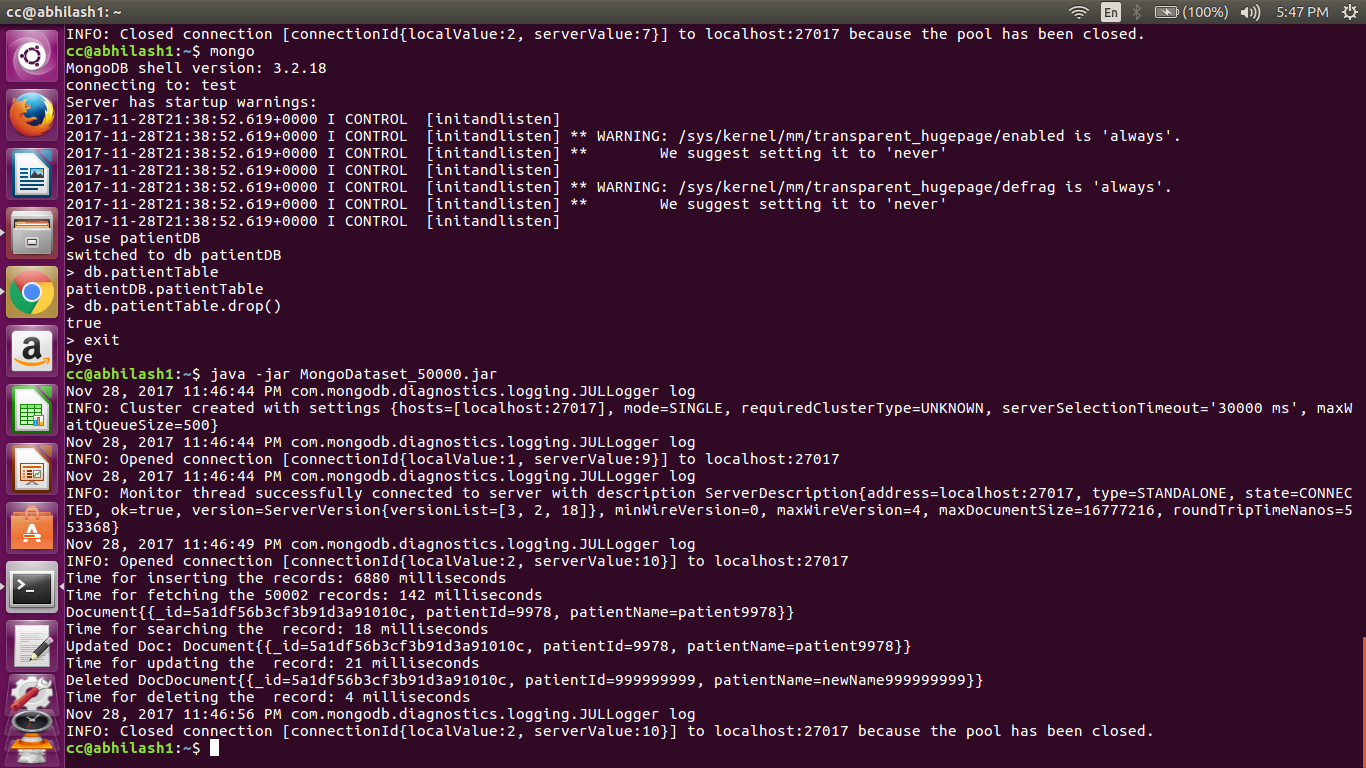 cc@abhilash1: ~ En (100%) 5:47 PM
INFO: Closed connection [connectionId{localValue:2, serverValue:7}] to localhost:27017 because the pool has been closed.
cc@abhilash1:~$ mongo
MongoDB shell version: 3.2.18
connecting to: test
Server has startup warnings:
2017-11-28T21:38:52.619+0000 I CONTROL  [initandlisten]
2017-11-28T21:38:52.619+0000 I CONTROL  [initandlisten] ** WARNING: /sys/kernel/mm/transparent_hugepage/enabled is 'always'.
2017-11-28T21:38:52.619+0000 I CONTROL  [initandlisten] **        We suggest setting it to 'never'
2017-11-28T21:38:52.619+0000 I CONTROL  [initandlisten]
2017-11-28T21:38:52.619+0000 I CONTROL  [initandlisten] ** WARNING: /sys/kernel/mm/transparent_hugepage/defrag is 'always'.
2017-11-28T21:38:52.619+0000 I CONTROL  [initandlisten] **        We suggest setting it to 'never'
2017-11-28T21:38:52.619+0000 I CONTROL  [initandlisten]
> use patientDB
switched to db patientDB
> db.patientTable
patientDB.patientTable
> db.patientTable.drop()
true
> exit
bye
cc@abhilash1:~$ java -jar MongoDataset_50000.jar
Nov 28, 2017 11:46:44 PM com.mongodb.diagnostics.logging.JULLogger log
INFO: Cluster created with settings {hosts=[localhost:27017], mode=SINGLE, requiredClusterType=UNKNOWN, serverSelectionTimeout='30000 ms', maxW
aitQueueSize=500}
Nov 28, 2017 11:46:44 PM com.mongodb.diagnostics.logging.JULLogger log
INFO: Opened connection [connectionId{localValue:1, serverValue:9}] to localhost:27017
Nov 28, 2017 11:46:44 PM com.mongodb.diagnostics.logging.JULLogger log
INFO: Monitor thread successfully connected to server with description ServerDescription{address=localhost:27017, type=STANDALONE, state=CONNEC
TED, ok=true, version=ServerVersion{versionList=[3, 2, 18]}, minWireVersion=0, maxWireVersion=4, maxDocumentSize=16777216, roundTripTimeNanos=5
53368}
Nov 28, 2017 11:46:49 PM com.mongodb.diagnostics.logging.JULLogger log
INFO: Opened connection [connectionId{localValue:2, serverValue:10}] to localhost:27017
Time for inserting the records: 6880 milliseconds
Time for fetching the 50002 records: 142 milliseconds
Document{{_id=5a1df56b3cf3b91d3a91010c, patientId=9978, patientName=patient9978}}
Time for searching the  record: 18 milliseconds
Updated Doc: Document{{_id=5a1df56b3cf3b91d3a91010c, patientId=9978, patientName=patient9978}}
Time for updating the  record: 21 milliseconds
Deleted DocDocument{{_id=5a1df56b3cf3b91d3a91010c, patientId=999999999, patientName=newName999999999}}
Time for deleting the  record: 4 milliseconds
Nov 28, 2017 11:46:56 PM com.mongodb.diagnostics.logging.JULLogger log
INFO: Closed connection [connectionId{localValue:2, serverValue:10}] to localhost:27017 because the pool has been closed.
cc@abhilash1:~$